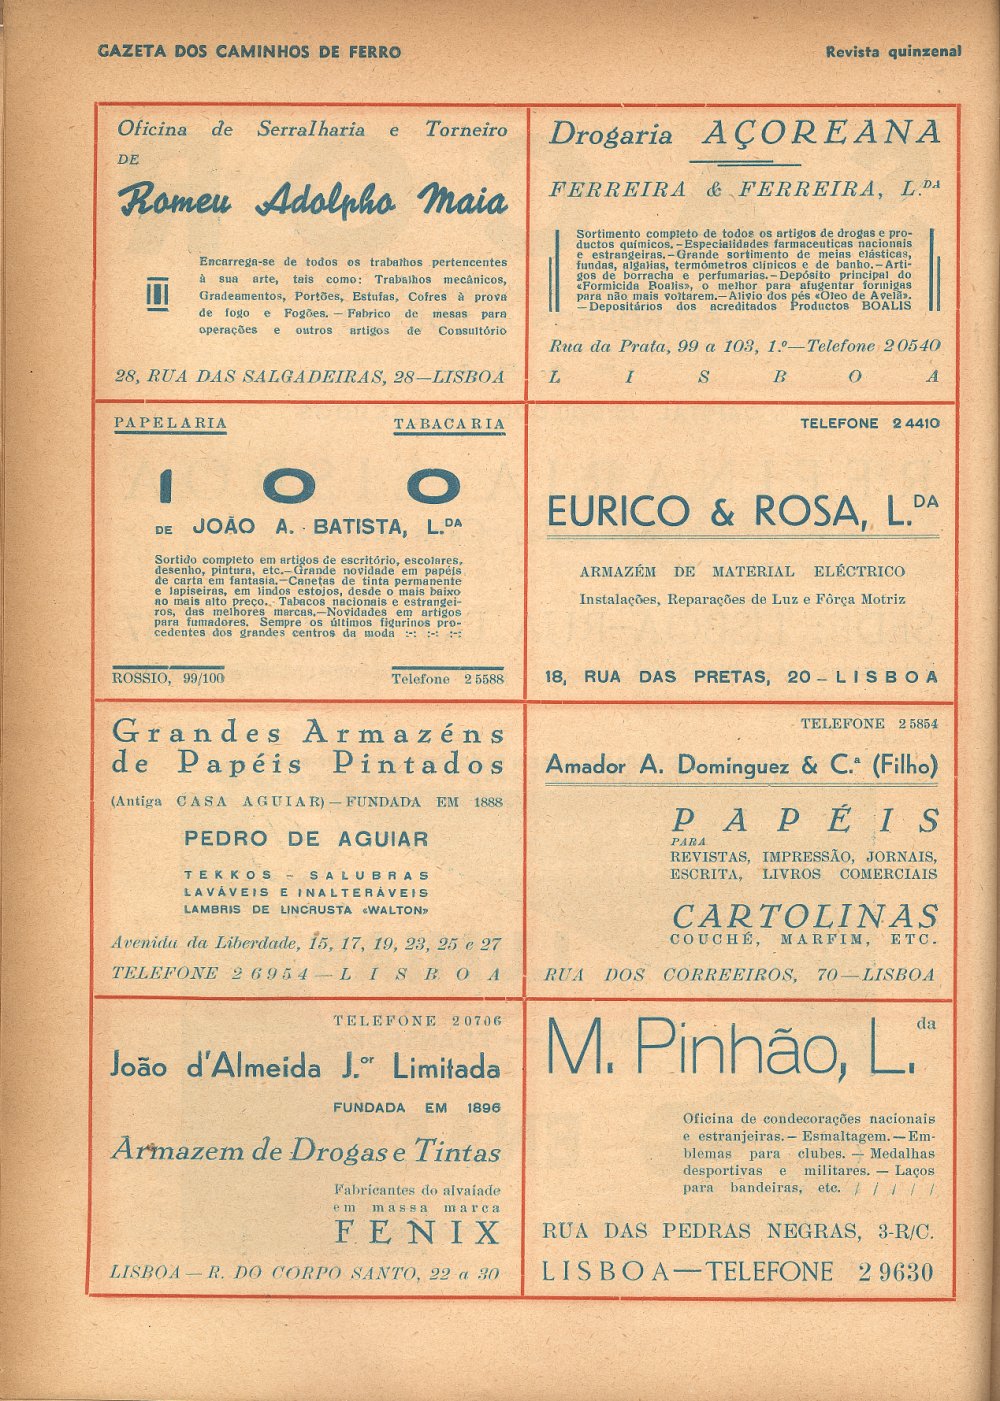 GAZETA DOS CAMINHOS DE FERRO
Revista quinzenal
Oficina de Serralharia e Torneiro
DE
Romeu Adolpho Maia
Encarrega-se de todos os trabalhos pertencentes
à sua arte, tais como: Trabalhos mecânicos,
Gradeamentos, Portões, Estufas, Cofres à prova
de fogo e Fogões. — Fabrico de mesas para
operações e outros artigos de Consultório
28, RUA DAS SALGADEIRAS, 28—LISBOA
Drogaria AÇOREANA
FERREIRA & FERREIRA, L.DA
Sortimento completo de todos os artigos de drogas e pro-
ductos químicos.—Especialidades farmaceuticas nacionais
e estrangeiras.—Grande sortimento de meias elásticas,
fundas, algalias, termómetros clínicos e de banho.—Arti-
gos de borracha e perfumarias.—Depósito principal do
«Formicida Boalis», o melhor para afugentar formigas
para não mais voltarem.—Alívio dos pés «Oleo de Avelã».
—Depositários dos acreditados Productos BOALIS
Rua da Prata, 99 a 103, 1.º—Telefone 2 0540
L I S B O A
PAPELARIA TABACARIA
100
DE JOÃO A. BATISTA, L.DA
Sortido completo em artigos de escritório, escolares,
desenho, pintura, etc.—Grande novidade em papéis
de carta em fantasia.—Canetas de tinta permanente
e lapiseiras, em lindos estojos, desde o mais baixo
ao mais alto preço. Tabacos nacionais e estrangei-
ros, das melhores marcas.—Novidades em artigos
para fumadores. Sempre os últimos figurinos pro-
cedentes dos grandes centros da moda :-: :-: :-:
ROSSIO, 99/100 Telefone 2 5588
TELEFONE 2 4410
EURICO & ROSA, L.DA
ARMAZÉM DE MATERIAL ELÉCTRICO
Instalações, Reparações de Luz e Fôrça Motriz
18, RUA DAS PRETAS, 20 – LISBOA
Grandes Armazéns
de Papéis Pintados
(Antiga CASA AGUIAR) — FUNDADA EM 1888
PEDRO DE AGUIAR
TEKKOS – SALUBRAS
LAVÁVEIS E INALTERÁVEIS
LAMBRIS DE LINCRUSTA «WALTON»
Avenida da Liberdade, 15, 17, 19, 23, 25 e 27
TELEFONE 2 6954 — L I S B O A
TELEFONE 2 5854
Amador A. Dominguez & C.ª (Filho)
PAPÉIS
PARA
REVISTAS, IMPRESSÃO, JORNAIS,
ESCRITA, LIVROS COMERCIAIS
CARTOLINAS
COUCHÉ, MARFIM, ETC.
RUA DOS CORREEIROS, 70—LISBOA
TELEFONE 2 0706
João d'Almeida J.or Limitada
FUNDADA EM 1896
Armazem de Drogas e Tintas
Fabricantes do alvaiade
em massa marca
FENIX
LISBOA — R. DO CORPO SANTO, 22 a 30
M. Pinhão, L.da
Oficina de condecorações nacionais
e estranjeiras. — Esmaltagem. — Em-
blemas para clubes. — Medalhas
desportivas e militares. — Laços
para bandeiras, etc. / / / / /
RUA DAS PEDRAS NEGRAS, 3-R/C.
LISBOA—TELEFONE 2 9630